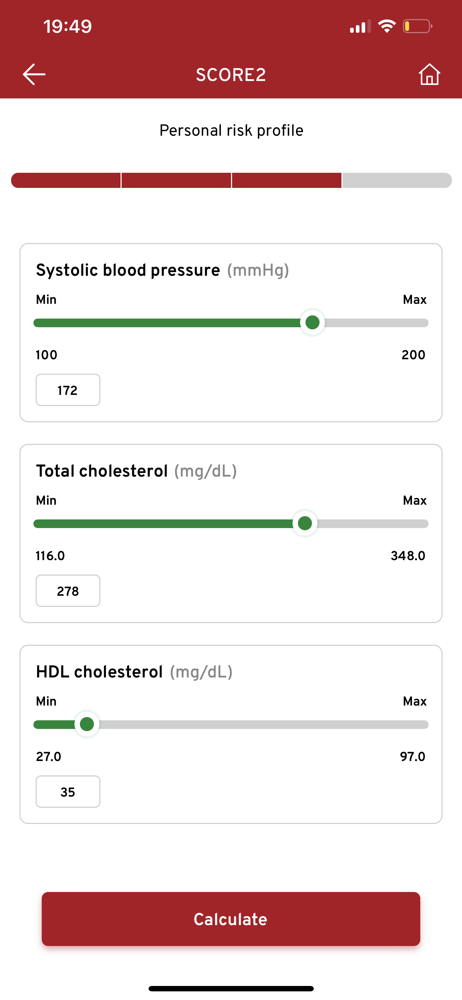 19:49
SCORE2
Personal risk profile
Systolic blood pressure (mmHg)
Min Max
100 200
172
Total cholesterol (mg/dL)
Min Max
116.0 348.0
278
HDL cholesterol (mg/dL)
Min Max
27.0 97.0
35
Calculate